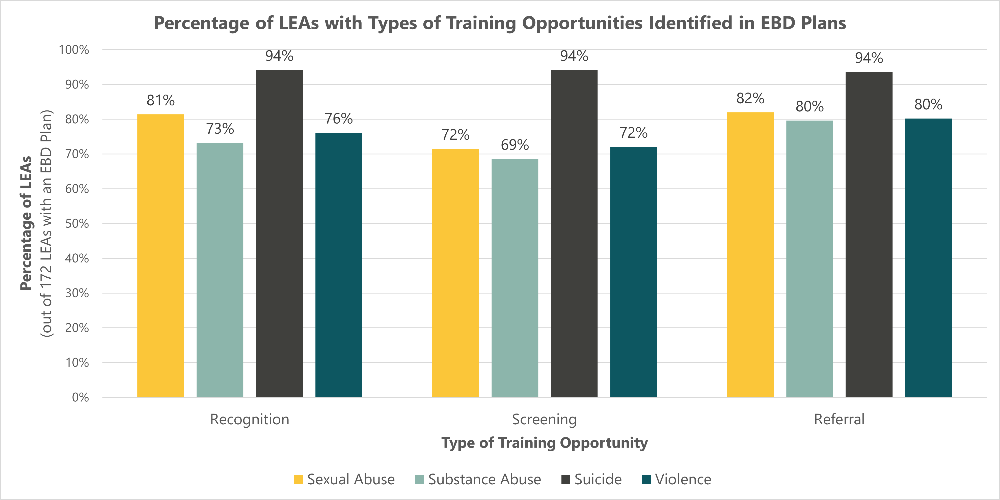 Percentage of LEAs with Types of Training Opportunities Identified in EBD Plans
Percentage of LEAs
(out of 172 LEAs with an EBD Plan)
100%
90%
80%
70%
60%
50%
40%
30%
20%
10%
0%
81%
73%
94%
76%
72%
69%
94%
72%
82%
80%
94%
80%
Recognition
Screening
Referral
Type of Training Opportunity
Sexual Abuse
Substance Abuse
Suicide
Violence